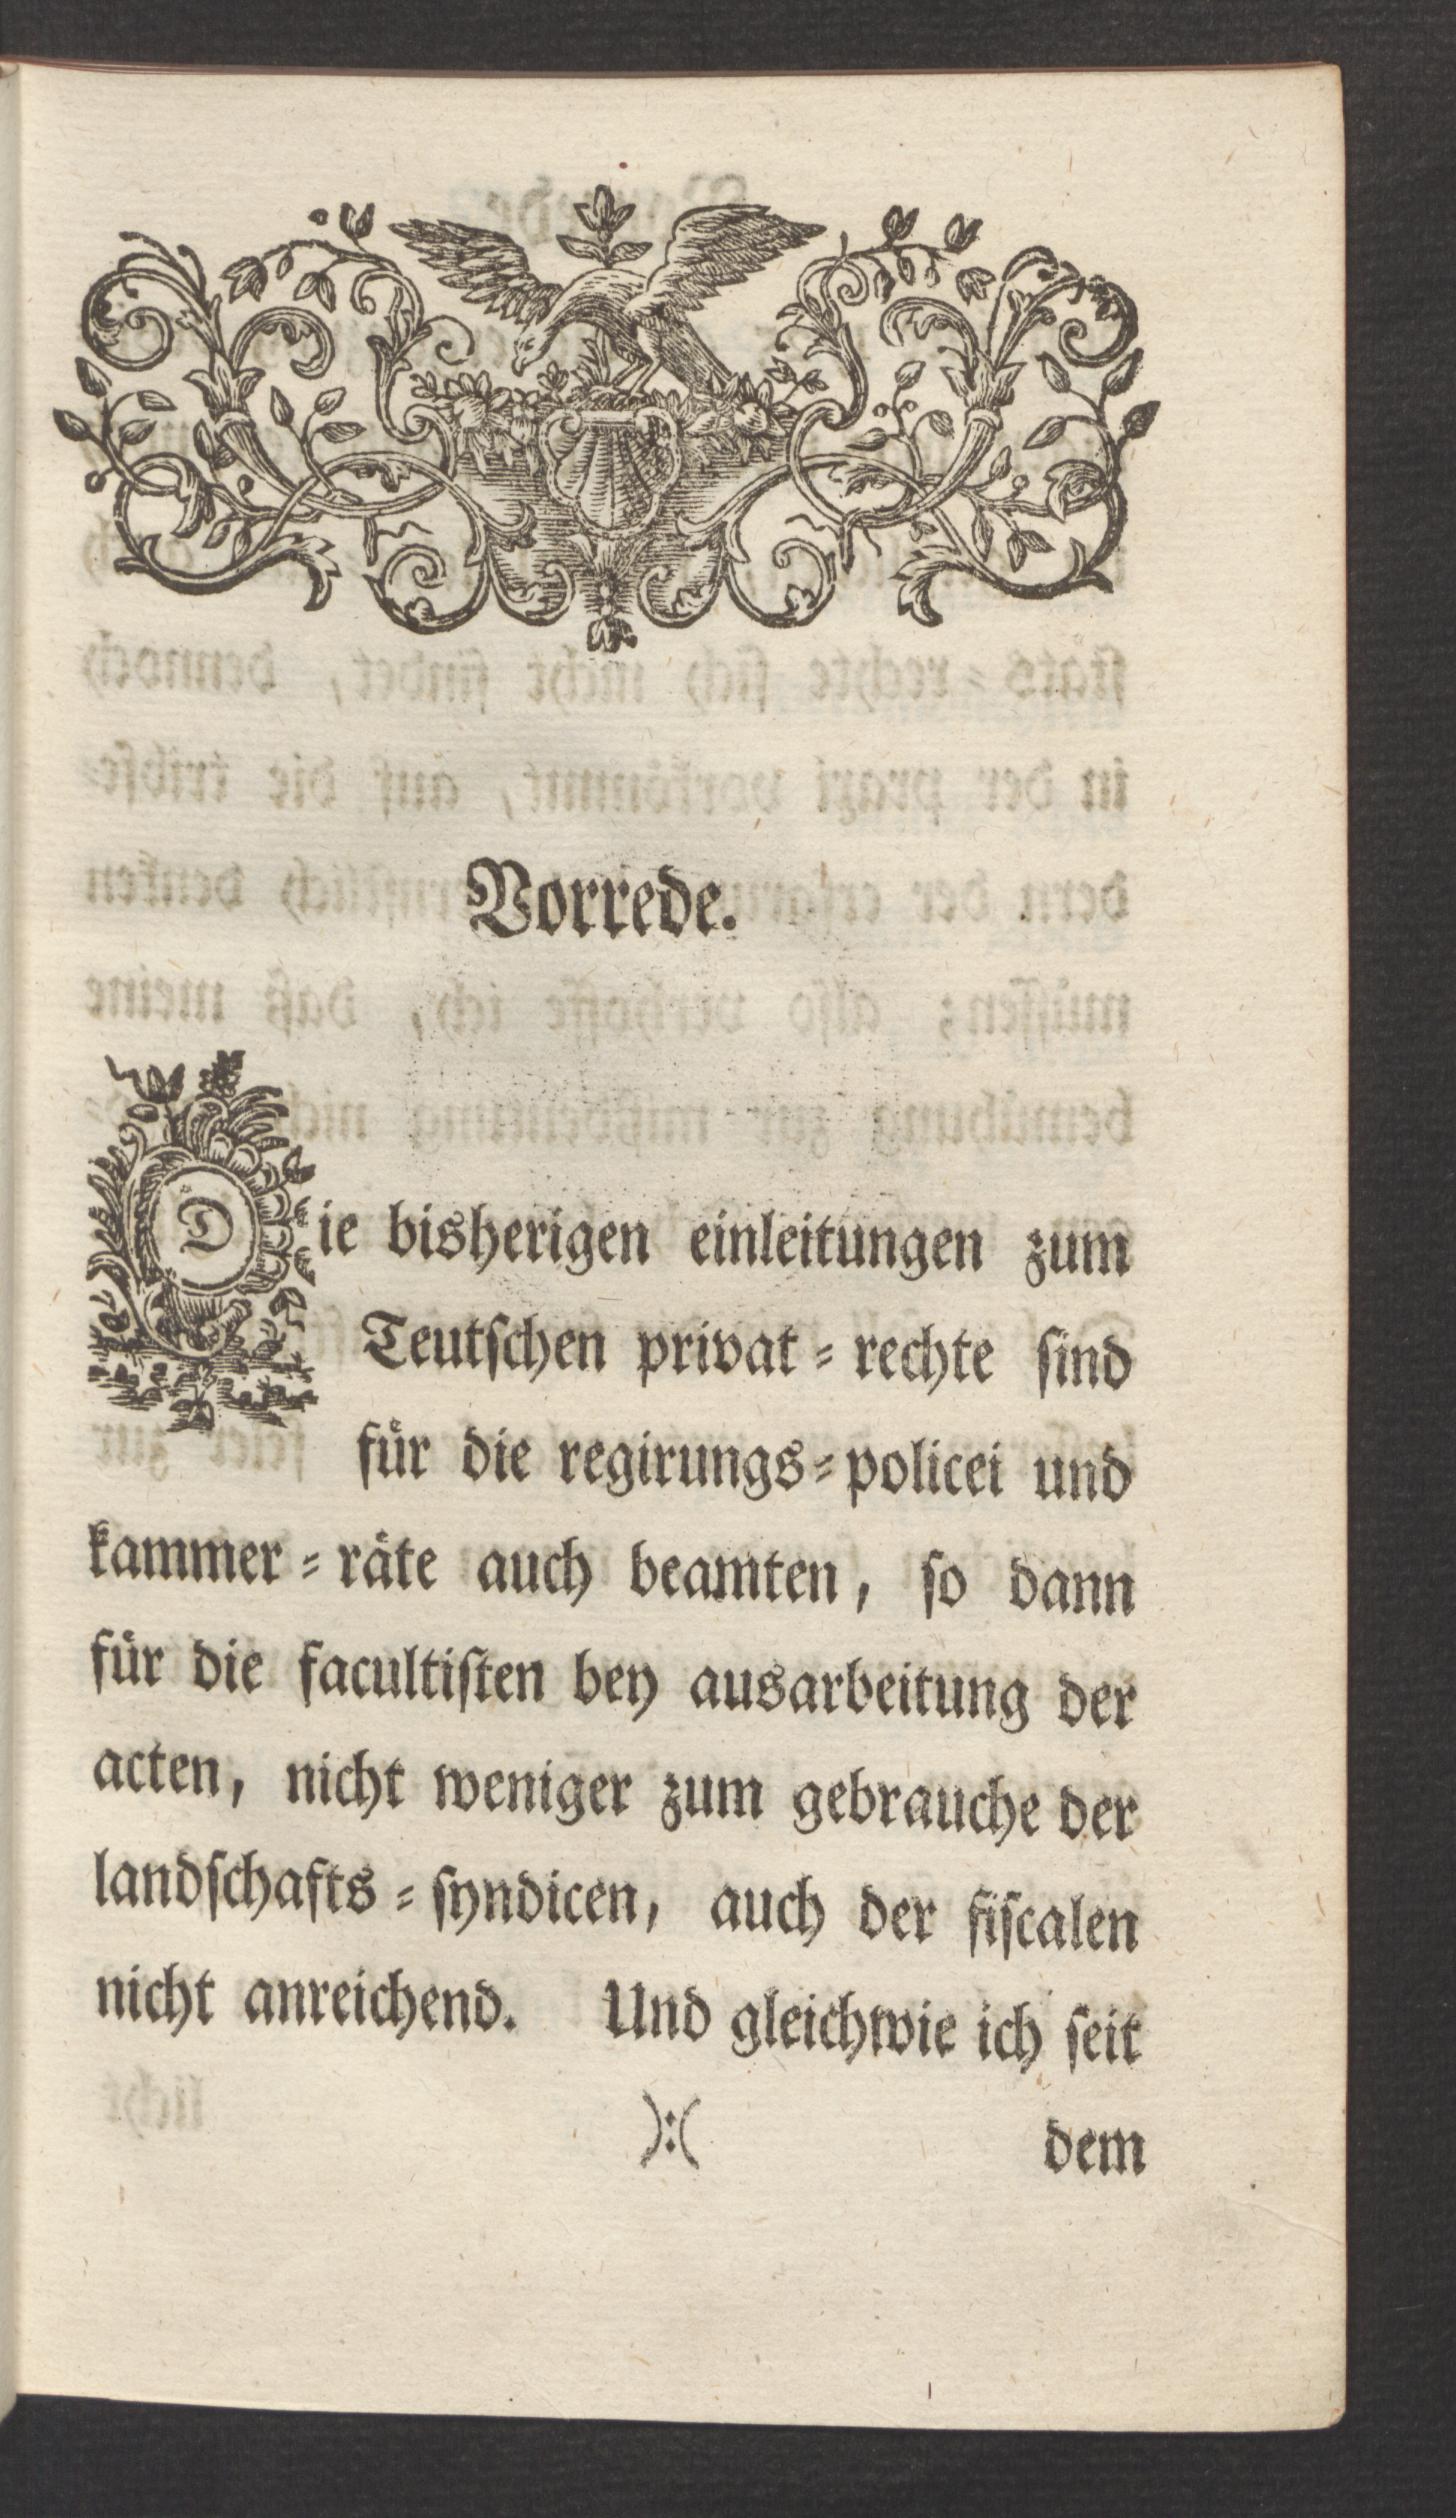 Vorrede.
Die bisherigen einleitungen zum
Teutſchen privat⸗rechte ſind
für die regirungs⸗policei und
kammer⸗räte auch beamten, ſo dann
für die facultiſten bey ausarbeitung der
acten, nicht weniger zum gebrauche der
landſchafts⸗ſyndicen, auch der fiſcalen
nicht anreichend. Und gleichwie ich ſeit
):(
dem